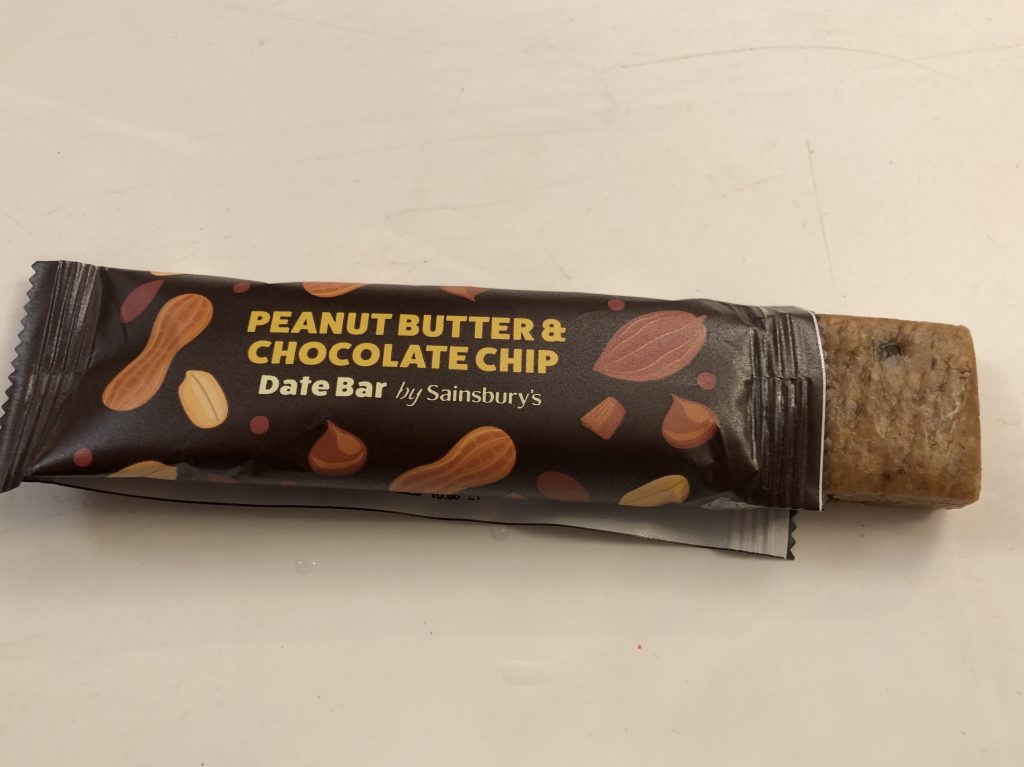 PEANUT BUTTER &
CHOCOLATE CHIP
Date Bar by Sainsbury's